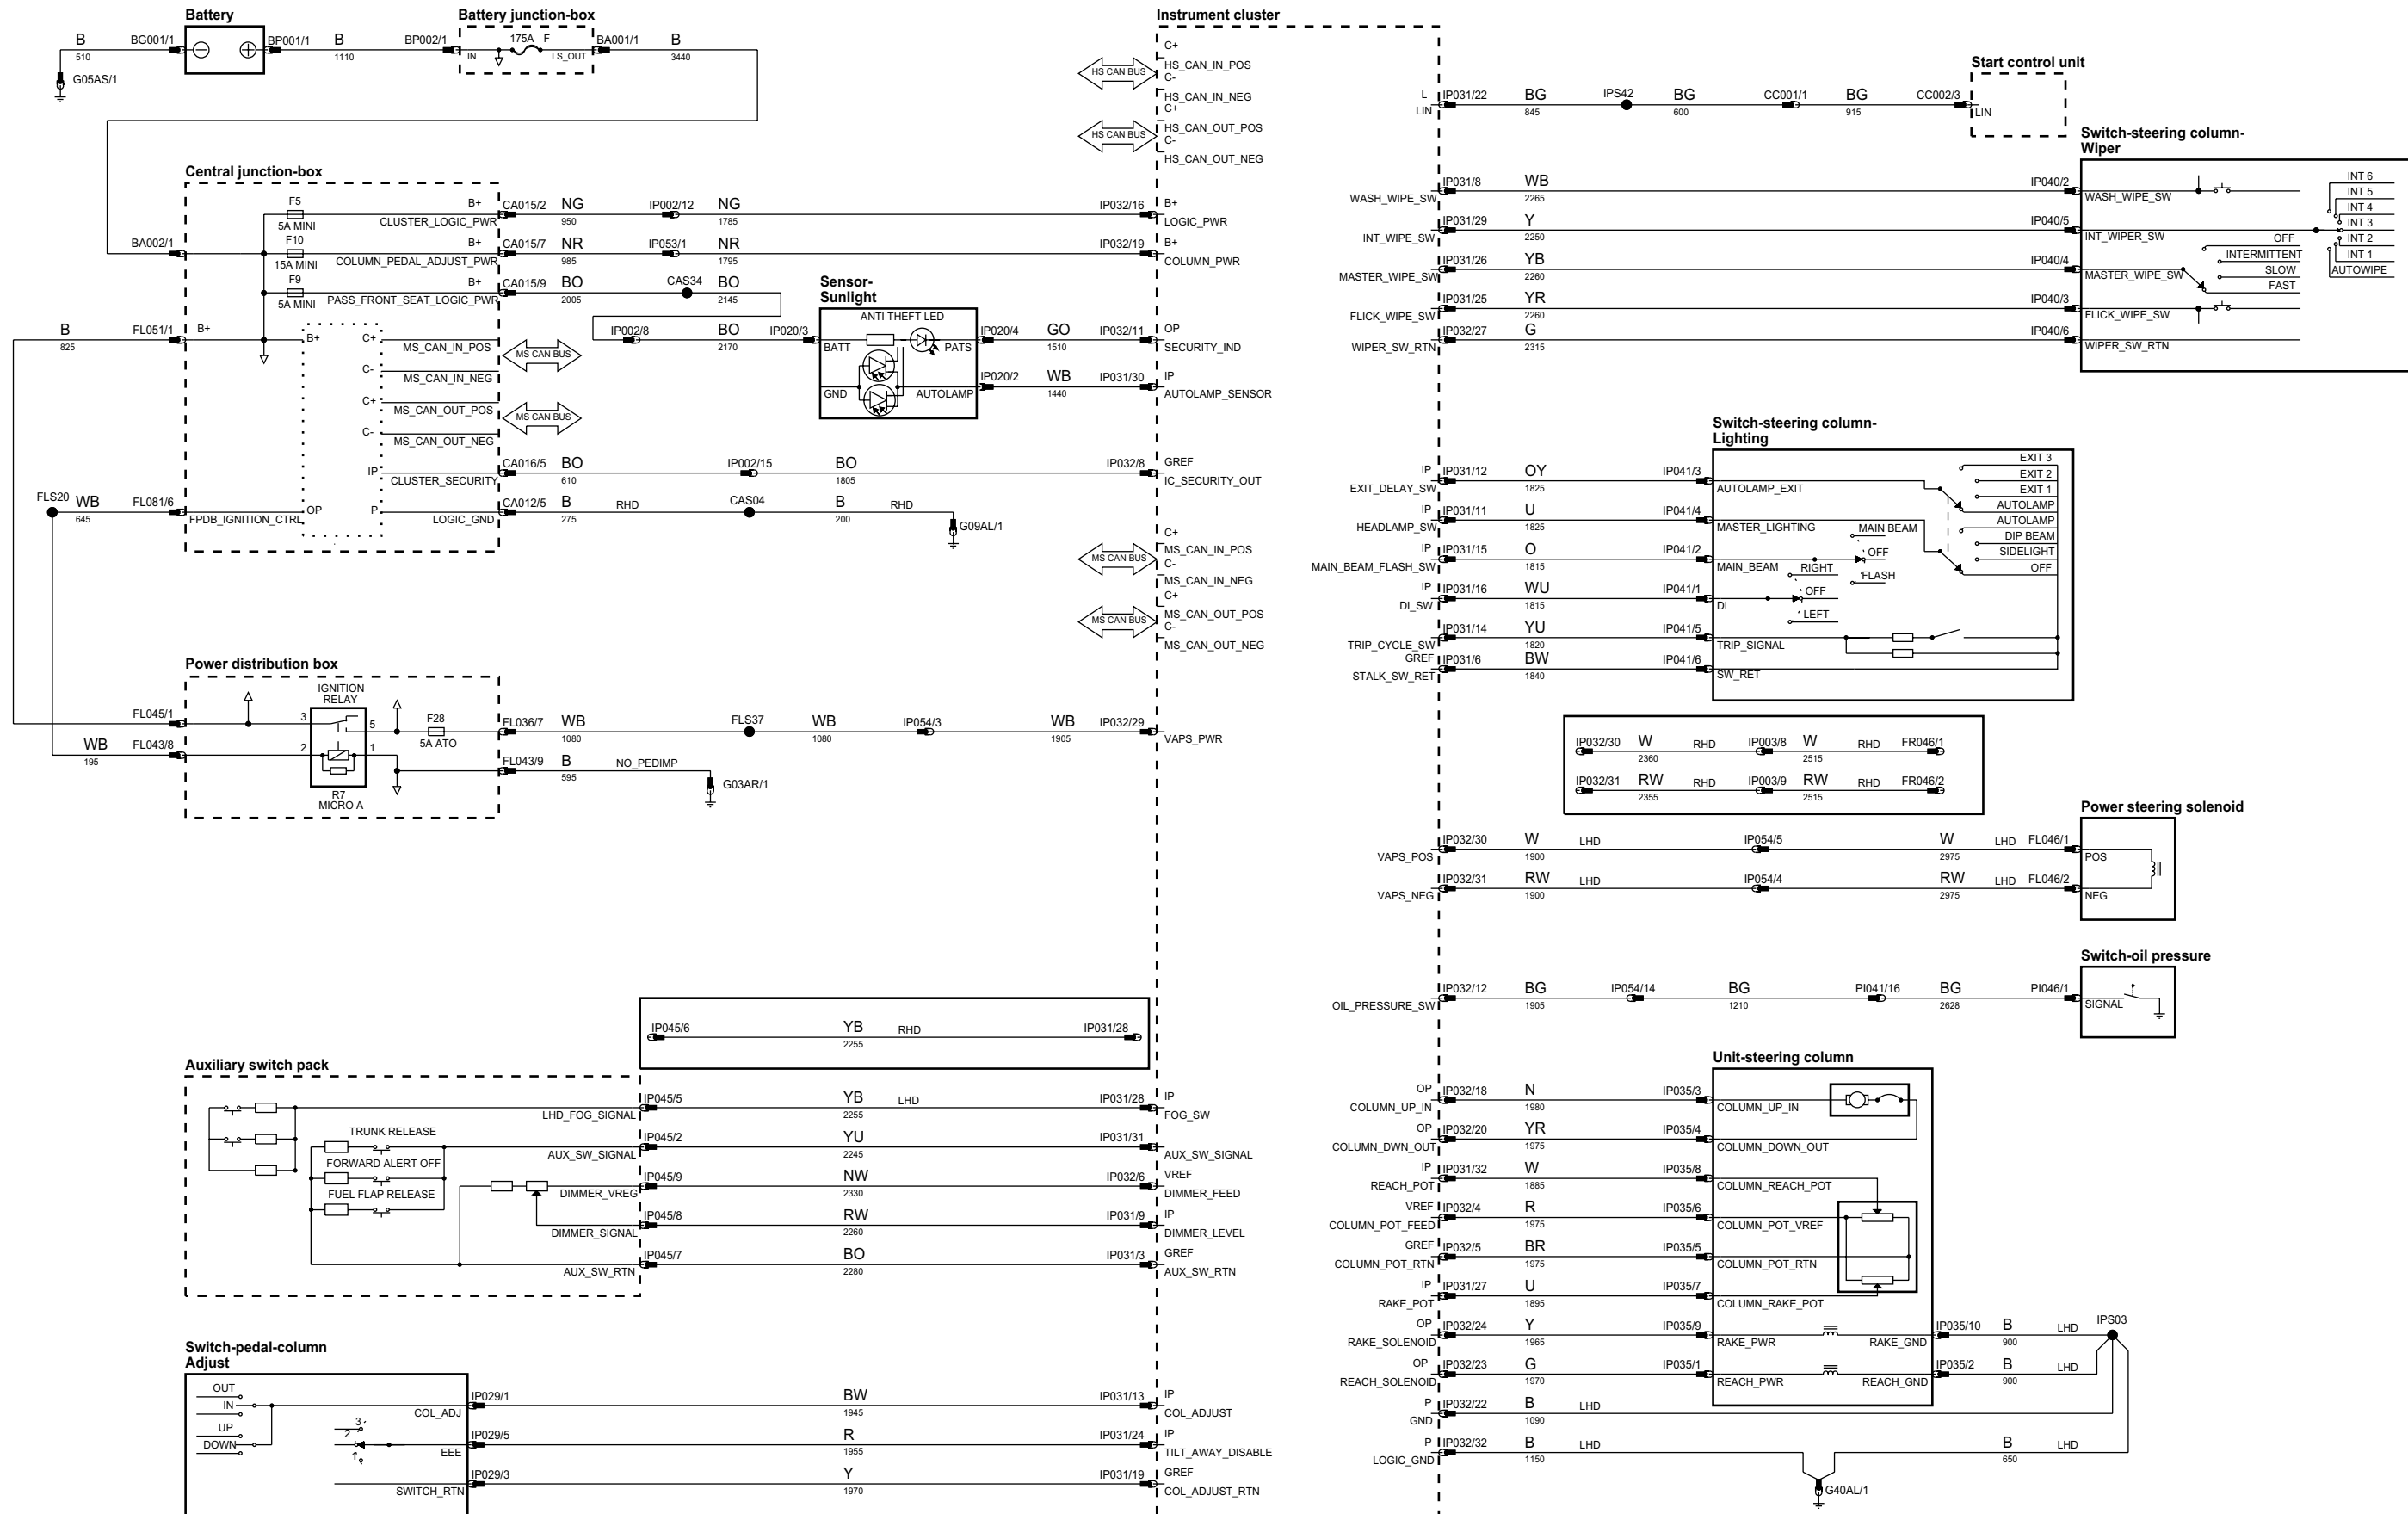 Battery
BG001/1
B
510
G05AS/1
BP001/1
B
1110
BP002/1
Battery junction-box
175A F
IN
LS_OUT
BA001/1
B
3440
Central junction-box
BA002/1
F5
5A MINI
B+
CLUSTER_LOGIC_PWR
CA015/2
NG
950
IP002/12
NG
1785
IP032/16
F10
15A MINI
B+
COLUMN_PEDAL_ADJUST_PWR
CA015/7
NR
985
IP053/1
NR
1795
IP032/19
F9
5A MINI
B+
PASS_FRONT_SEAT_LOGIC_PWR
CA015/9
BO
2005
CAS34
BO
2145
IP002/8
BO
2170
IP020/3
B
825
FL051/1
B+
B+
C+
MS_CAN_IN_POS
C-
MS_CAN_IN_NEG
MS CAN BUS
C+
MS_CAN_OUT_POS
C-
MS_CAN_OUT_NEG
MS CAN BUS
IP
CLUSTER_SECURITY
CA016/5
BO
610
IP002/15
BO
1805
IP032/8
FLS20
WB
645
FL081/6
FPDB_IGNITION_CTRL
OP
P
LOGIC_GND
CA012/5
B
275
RHD
CAS04
B
200
RHD
G09AL/1
Sensor-
Sunlight
ANTI THEFT LED
BATT
PATS
GND
AUTOLAMP
IP020/4
GO
1510
IP032/11
IP020/2
WB
1440
IP031/30
Power distribution box
IGNITION
RELAY
FL045/1
3
5
WB
195
FL043/8
2
1
R7
MICRO A
F28
5A ATO
FL036/7
WB
1080
FLS37
WB
1080
IP054/3
WB
1905
IP032/29
FL043/9
B
595
NO_PEDIMP
G03AR/1
IP045/6
YB
2255
RHD
IP031/28
Auxiliary switch pack
LHD_FOG_SIGNAL
IP045/5
YB
2255
LHD
IP031/28
TRUNK RELEASE
AUX_SW_SIGNAL
IP045/2
YU
2245
IP031/31
FORWARD ALERT OFF
DIMMER_VREG
IP045/9
NW
2330
IP032/6
FUEL FLAP RELEASE
DIMMER_SIGNAL
IP045/8
RW
2260
IP031/9
AUX_SW_RTN
IP045/7
BO
2280
IP031/3
Switch-pedal-column
Adjust
OUT
IN
UP
DOWN
COL_ADJ
IP029/1
BW
1945
IP031/13
3
2
1
EEE
IP029/5
R
1955
IP031/24
SWITCH_RTN
IP029/3
Y
1970
IP031/19
Instrument cluster
HS CAN BUS
C+
HS_CAN_IN_POS
C-
HS_CAN_IN_NEG
HS CAN BUS
C+
HS_CAN_OUT_POS
C-
HS_CAN_OUT_NEG
B+
LOGIC_PWR
B+
COLUMN_PWR
OP
SECURITY_IND
IP
AUTOLAMP_SENSOR
GREF
IC_SECURITY_OUT
MS CAN BUS
C+
MS_CAN_IN_POS
C-
MS_CAN_IN_NEG
MS CAN BUS
C+
MS_CAN_OUT_POS
C-
MS_CAN_OUT_NEG
VAPS_PWR
IP
FOG_SW
IP
AUX_SW_SIGNAL
VREF
DIMMER_FEED
IP
DIMMER_LEVEL
GREF
AUX_SW_RTN
IP
COL_ADJUST
IP
TILT_AWAY_DISABLE
GREF
COL_ADJUST_RTN
L
LIN
IP031/22
BG
845
IPS42
BG
600
CC001/1
BG
915
CC002/3
Start control unit
LIN
WASH_WIPE_SW
IP031/8
WB
2265
IP040/2
INT_WIPE_SW
IP031/29
Y
2250
IP040/5
MASTER_WIPE_SW
IP031/26
YB
2260
IP040/4
FLICK_WIPE_SW
IP031/25
YR
2260
IP040/3
WIPER_SW_RTN
IP032/27
G
2315
IP040/6
Switch-steering column-
Wiper
WASH_WIPE_SW
INT_WIPER_SW
MASTER_WIPE_SW
FLICK_WIPE_SW
WIPER_SW_RTN
OFF
INTERMITTENT
SLOW
FAST
INT 6
INT 5
INT 4
INT 3
INT 2
INT 1
AUTOWIPE
IP
EXIT_DELAY_SW
IP031/12
OY
1825
IP041/3
IP
HEADLAMP_SW
IP031/11
U
1825
IP041/4
IP
MAIN_BEAM_FLASH_SW
IP031/15
O
1815
IP041/2
IP
DI_SW
IP031/16
WU
1815
IP041/1
TRIP_CYCLE_SW
IP031/14
YU
1820
IP041/5
GREF
STALK_SW_RET
IP031/6
BW
1840
IP041/6
Switch-steering column-
Lighting
AUTOLAMP_EXIT
MASTER_LIGHTING
MAIN_BEAM
DI
TRIP_SIGNAL
SW_RET
MAIN BEAM
OFF
FLASH
RIGHT
OFF
LEFT
EXIT 3
EXIT 2
EXIT 1
AUTOLAMP
AUTOLAMP
DIP BEAM
SIDELIGHT
OFF
IP032/30
W
2360
RHD
IP003/8
W
2515
RHD
FR046/1
IP032/31
RW
2355
RHD
IP003/9
RW
2515
RHD
FR046/2
VAPS_POS
IP032/30
W
1900
LHD
IP054/5
W
2975
LHD
FL046/1
VAPS_NEG
IP032/31
RW
1900
LHD
IP054/4
RW
2975
LHD
FL046/2
Power steering solenoid
POS
NEG
OIL_PRESSURE_SW
IP032/12
BG
1905
IP054/14
BG
1210
PI041/16
BG
2628
PI046/1
Switch-oil pressure
SIGNAL
Unit-steering column
OP
COLUMN_UP_IN
IP032/18
N
1980
IP035/3
COLUMN_UP_IN
OP
COLUMN_DWN_OUT
IP032/20
YR
1975
IP035/4
COLUMN_DOWN_OUT
IP
REACH_POT
IP031/32
W
1885
IP035/8
COLUMN_REACH_POT
VREF
COLUMN_POT_FEED
IP032/4
R
1975
IP035/6
COLUMN_POT_VREF
GREF
COLUMN_POT_RTN
IP032/5
BR
1975
IP035/5
COLUMN_POT_RTN
IP
RAKE_POT
IP031/27
U
1895
IP035/7
COLUMN_RAKE_POT
OP
RAKE_SOLENOID
IP032/24
Y
1965
IP035/9
RAKE_PWR
RAKE_GND
IP035/10
B
900
LHD
IPS03
OP
REACH_SOLENOID
IP032/23
G
1970
IP035/1
REACH_PWR
REACH_GND
IP035/2
B
900
LHD
P
GND
IP032/22
B
1090
LHD
P
LOGIC_GND
IP032/32
B
1150
LHD
B
650
LHD
G40AL/1